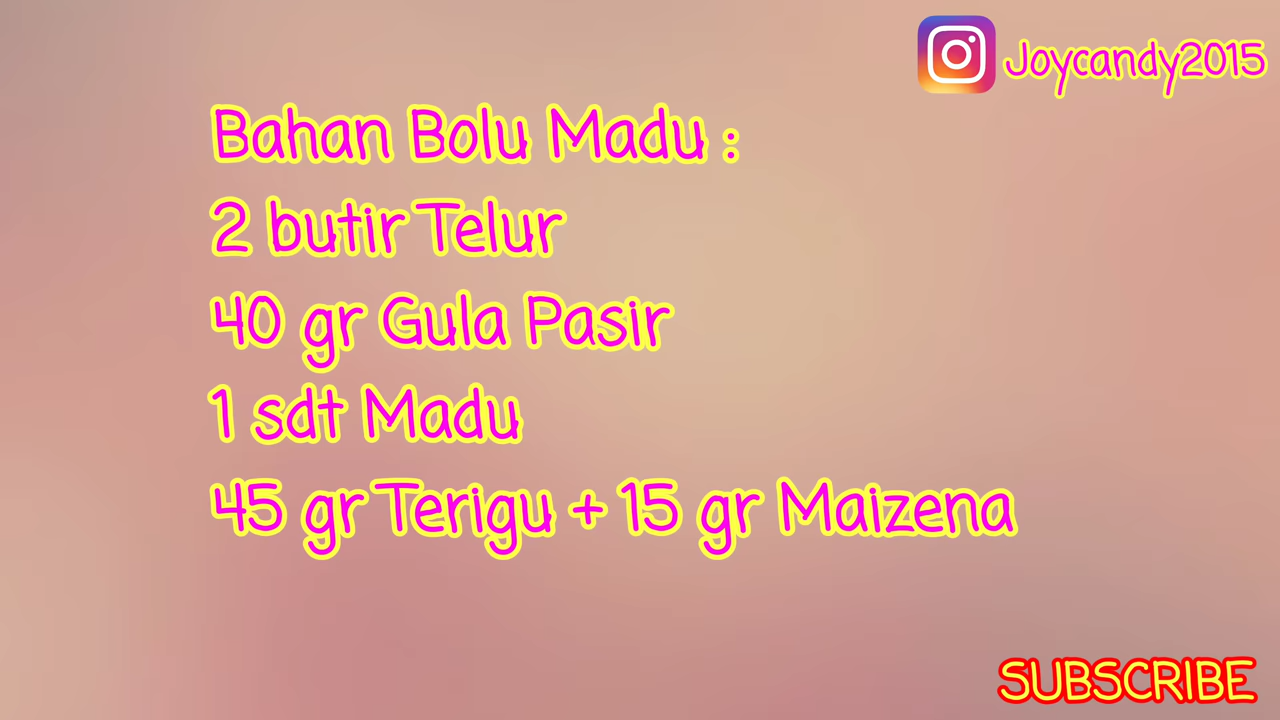 Joycandy2015
Bahan Bolu Madu :
2 butir Telur
40 gr Gula Pasir
1 sdt Madu
45 gr Terigu + 15 gr Maizena
SUBSCRIBE